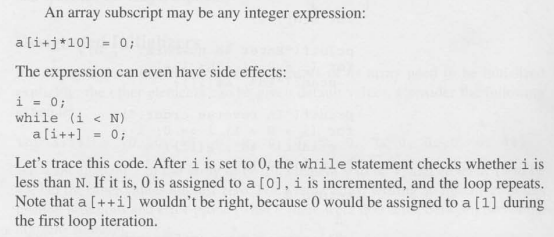 An array subscript may be any integer expression:
a[i+j*10] = 0;
The expression can even have side effects:
i = 0;
while (i < N)
a[i++] = 0;
Let's trace this code. After i is set to 0, the while statement checks whether i is
less than N. If it is, 0 is assigned to a[0], i is incremented, and the loop repeats.
Note that a[++i] wouldn't be right, because 0 would be assigned to a[1] during
the first loop iteration.